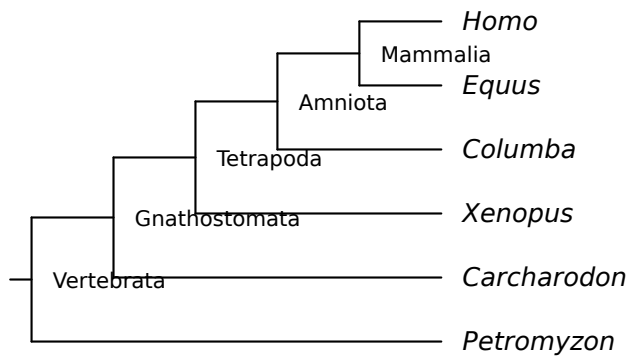 Homo
Mammalia
Equus
Amniota
Columba
Tetrapoda
Xenopus
Gnathostomata
Carcharodon
Vertebrata
Petromyzon